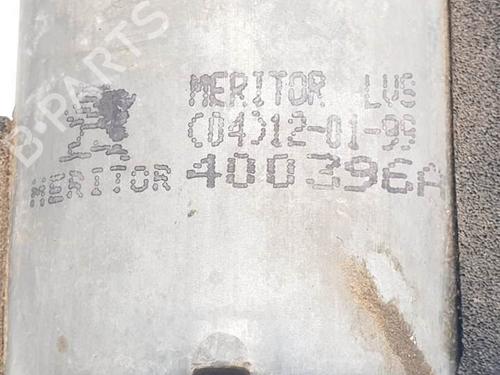 MERITOR LVS
(04)12-01-99
MERITOR 400396A
B-PARTS